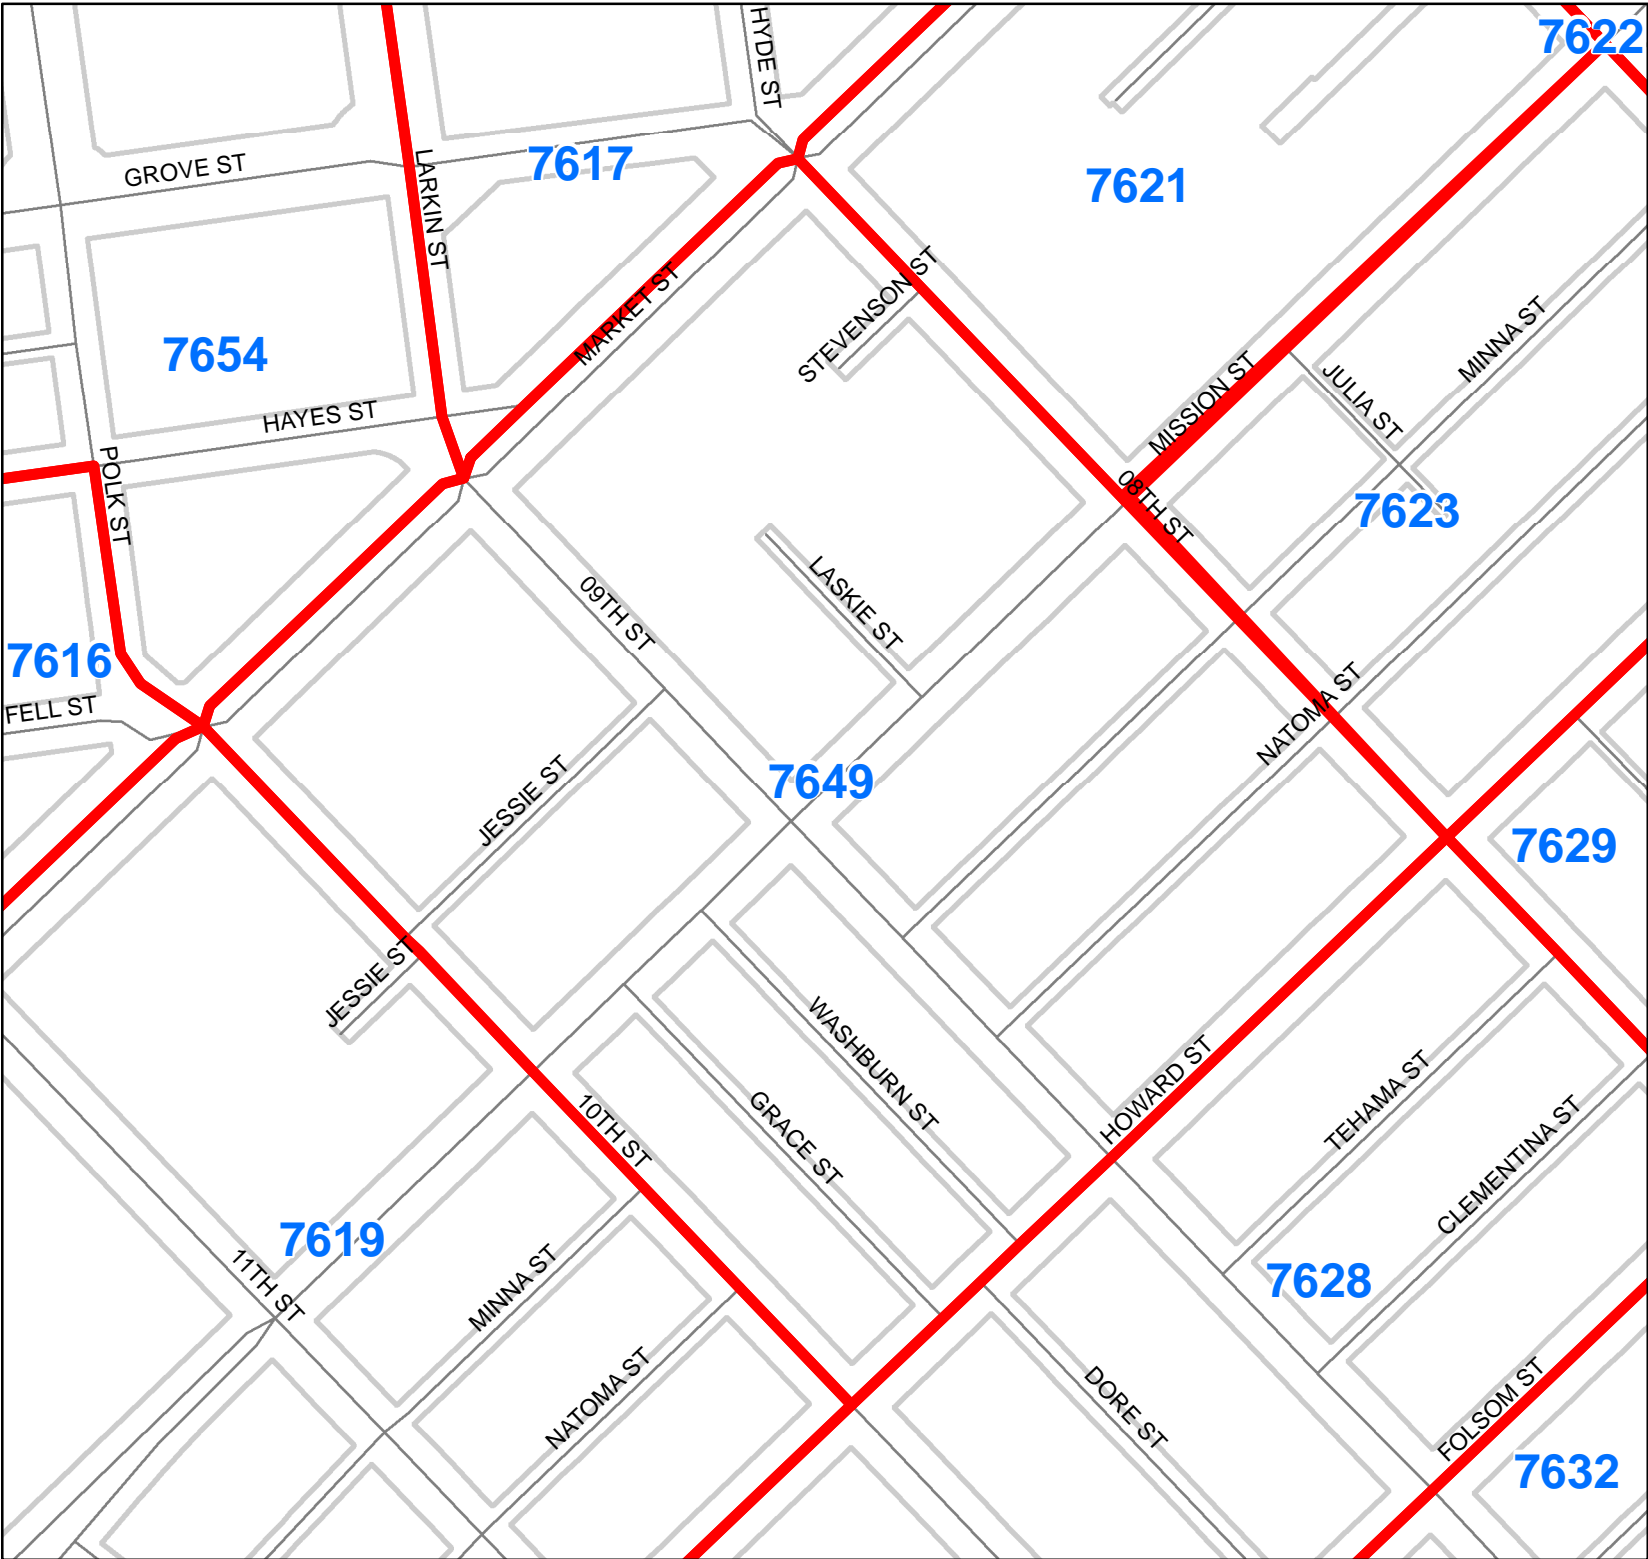 HYDE ST
7622
GROVE ST
7617
LARKIN ST
7621
STEVENSON ST
MARKET ST
7654
MINNA ST
HAYES ST
MISSION ST
JULIA ST
POLK ST
08TH ST
7623
LASKIE ST
09TH ST
7616
FELL ST
NATOMA ST
7649
JESSIE ST
7629
JESSIE ST
WASHBURN ST
HOWARD ST
TEHAMA ST
GRACE ST
10TH ST
CLEMENTINA ST
7619
11TH ST
MINNA ST
7628
NATOMA ST
DORE ST
FOLSOM ST
7632